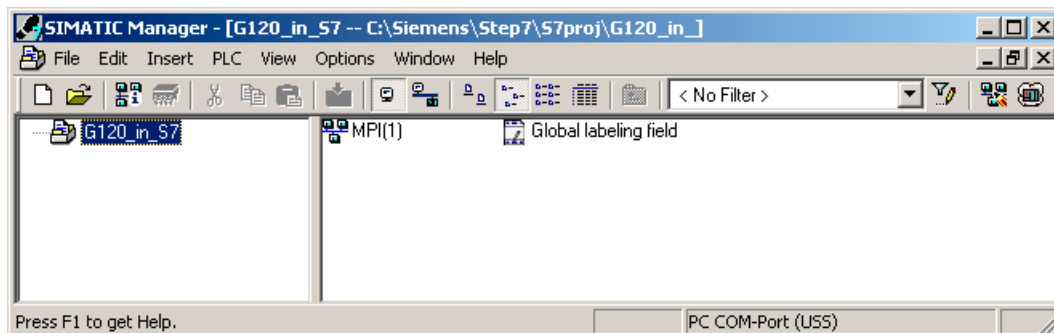 SIMATIC Manager - [G120_in_S7 -- C:\Siemens\Step7\S7proj\G120_in_]
File Edit Insert PLC View Options Window Help
< No Filter >
G120_in_S7 MPI(1) Global labeling field
Press F1 to get Help. PC COM-Port (USS)